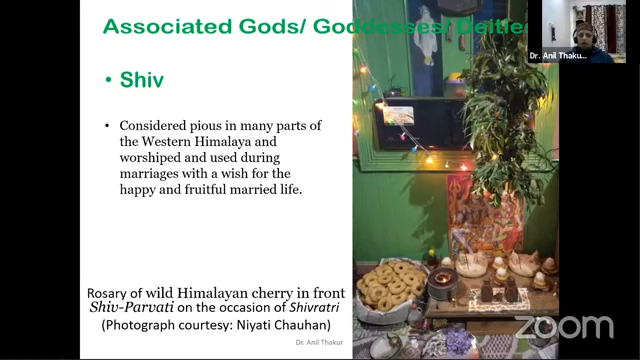 Associated Gods/ Goddesses/ Deities
Dr. Anil Thaku...
• Shiv
• Considered pious in many parts of
the Western Himalaya and
worshiped and used during
marriages with a wish for the
happy and fruitful married life.
Rosary of wild Himalayan cherry in front
Shiv-Parvati on the occasion of Shivratri
(Photograph courtesy: Niyati Chauhan)
Dr. Anil Thakur
zoom